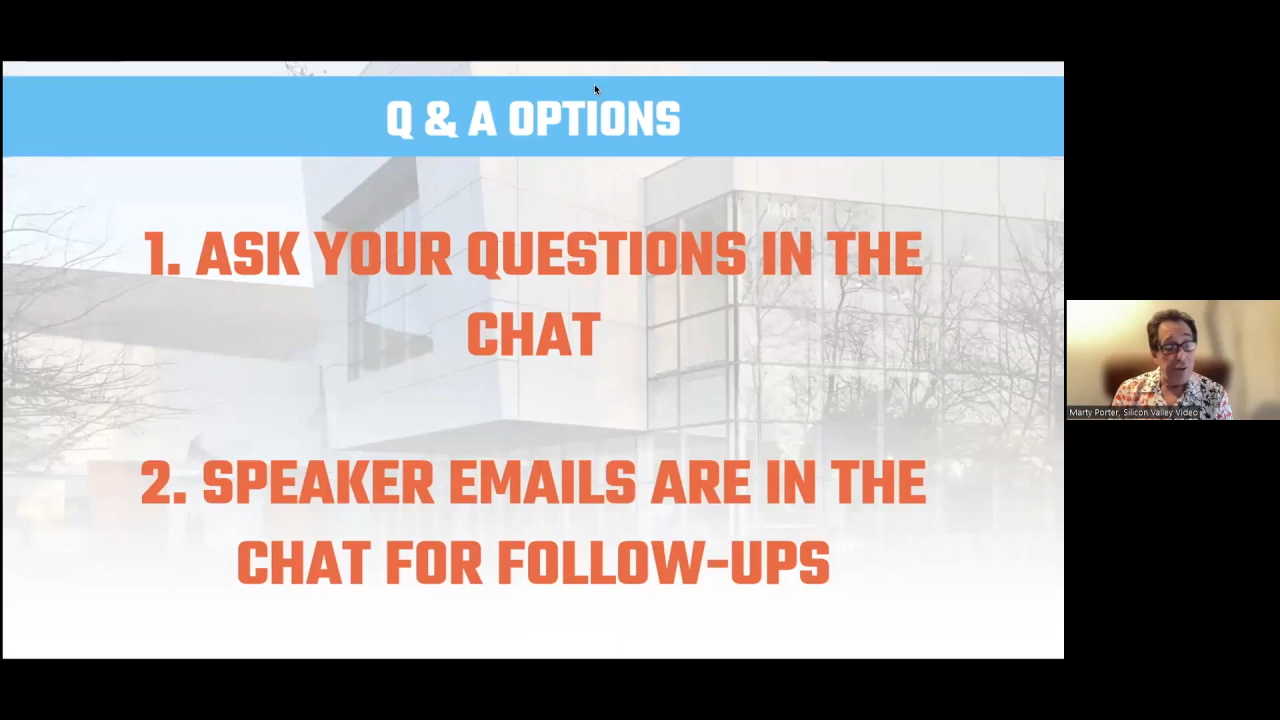 Q & A OPTIONS
1. ASK YOUR QUESTIONS IN THE
CHAT
2. SPEAKER EMAILS ARE IN THE
CHAT FOR FOLLOW-UPS
1401
Marty Porter, Silicon Valley Video